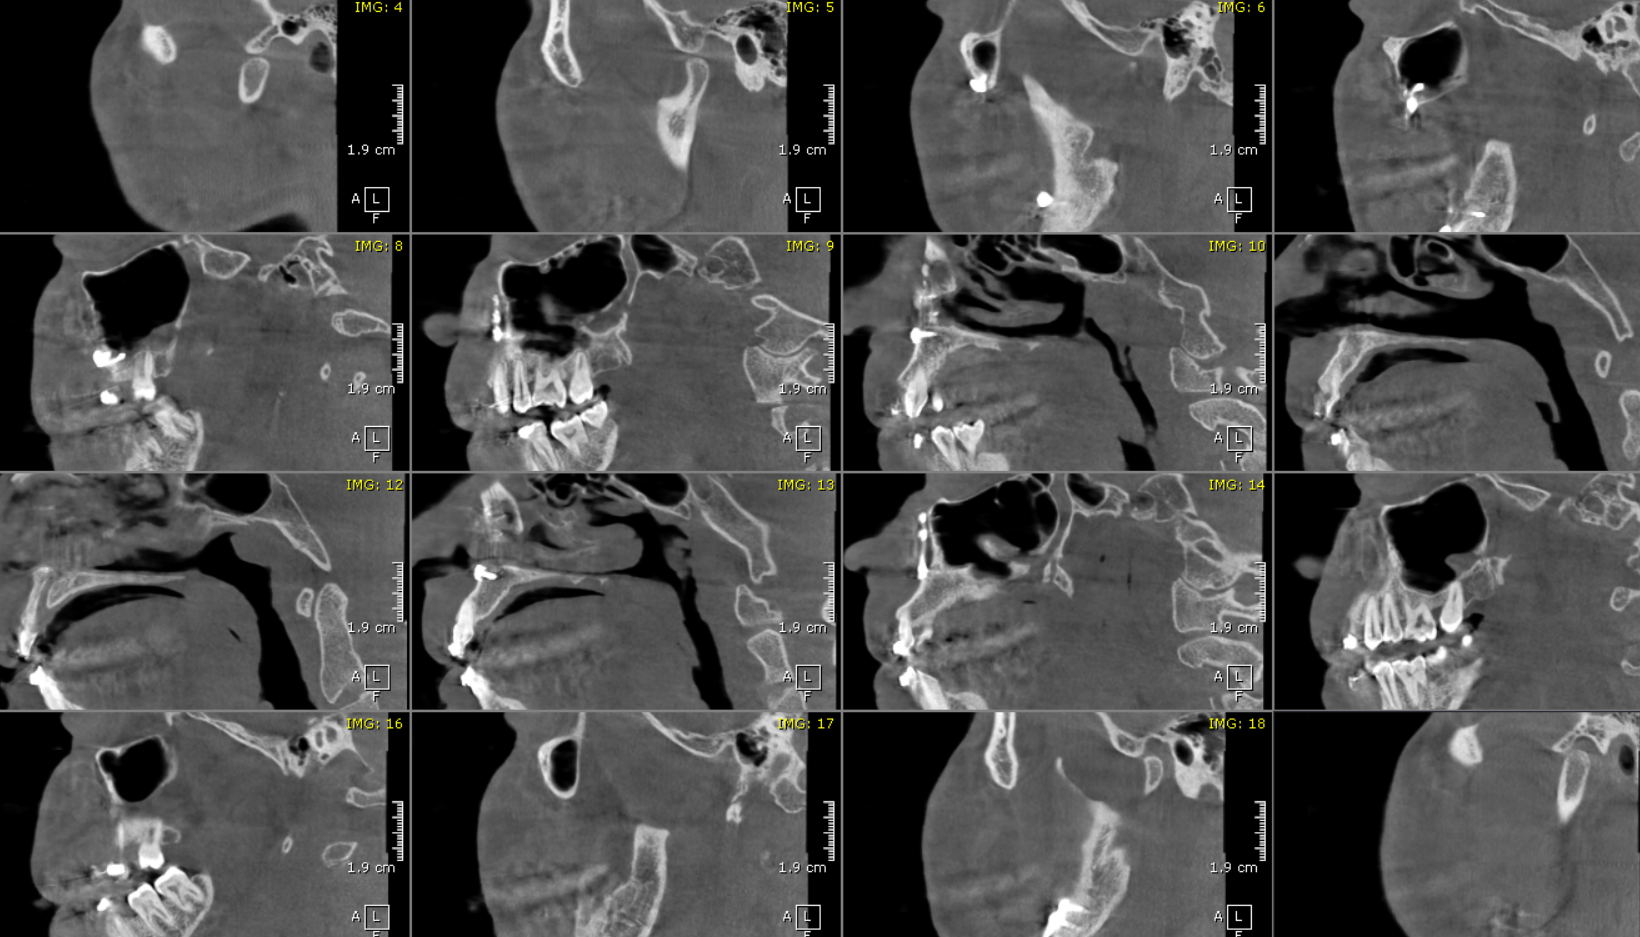 IMG: 4
1.9 cm
A L
F
IMG: 5
1.9 cm
A L
F
IMG: 6
1.9 cm
A L
F
IMG: 8
1.9 cm
A L
F
IMG: 9
1.9 cm
A L
F
IMG: 10
1.9 cm
A L
F
IMG: 12
1.9 cm
A L
F
IMG: 13
1.9 cm
A L
F
IMG: 14
1.9 cm
A L
F
IMG: 16
1.9 cm
A L
F
IMG: 17
1.9 cm
A L
F
IMG: 18
1.9 cm
A L
F